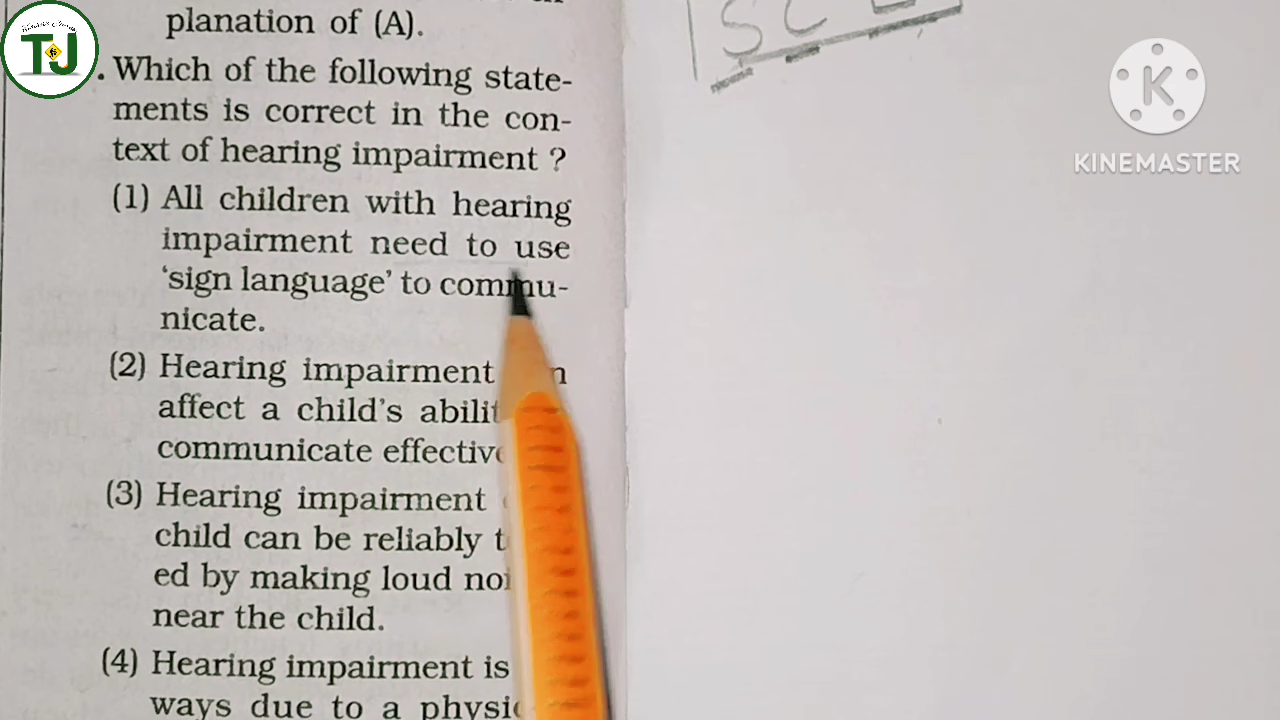 planation of (A).
SC
TJ
. Which of the following state-
ments is correct in the con-
text of hearing impairment ?
(1) All children with hearing
impairment need to use
‘sign language’ to commu-
nicate.
(2) Hearing impairment
affect a child’s
communicate
(3) Hearing impairment
child can be reliably
ed by making loud
near the child.
(4) Hearing impairment is
ways due to a
K
KINEMASTER